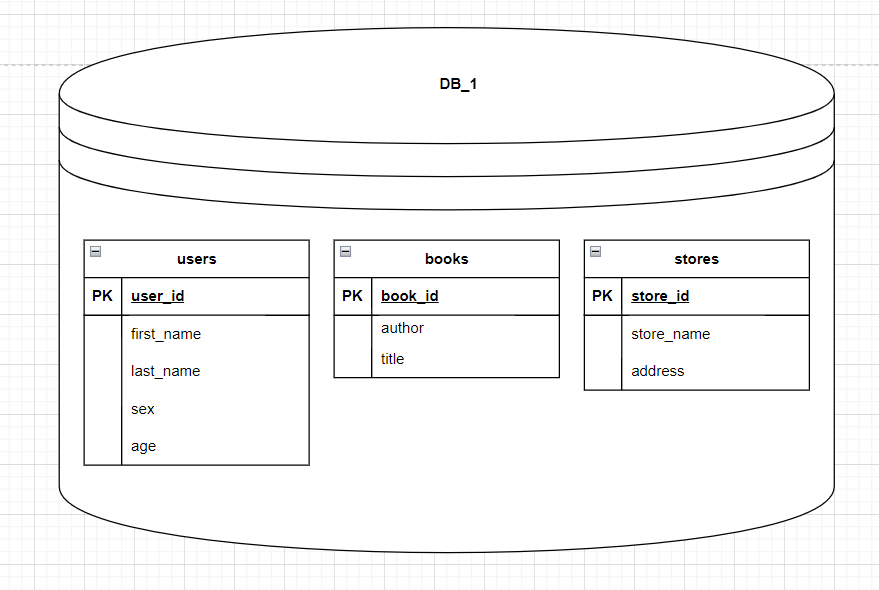 DB_1
users
PK user_id
first_name
last_name
sex
age
books
PK book_id
author
title
stores
PK store_id
store_name
address